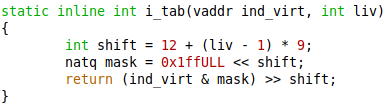 static inline int i_tab(vaddr ind_virt, int liv)
{
        int shift = 12 + (liv - 1) * 9;
        natq mask = 0x1ffULL << shift;
        return (ind_virt & mask) >> shift;
}